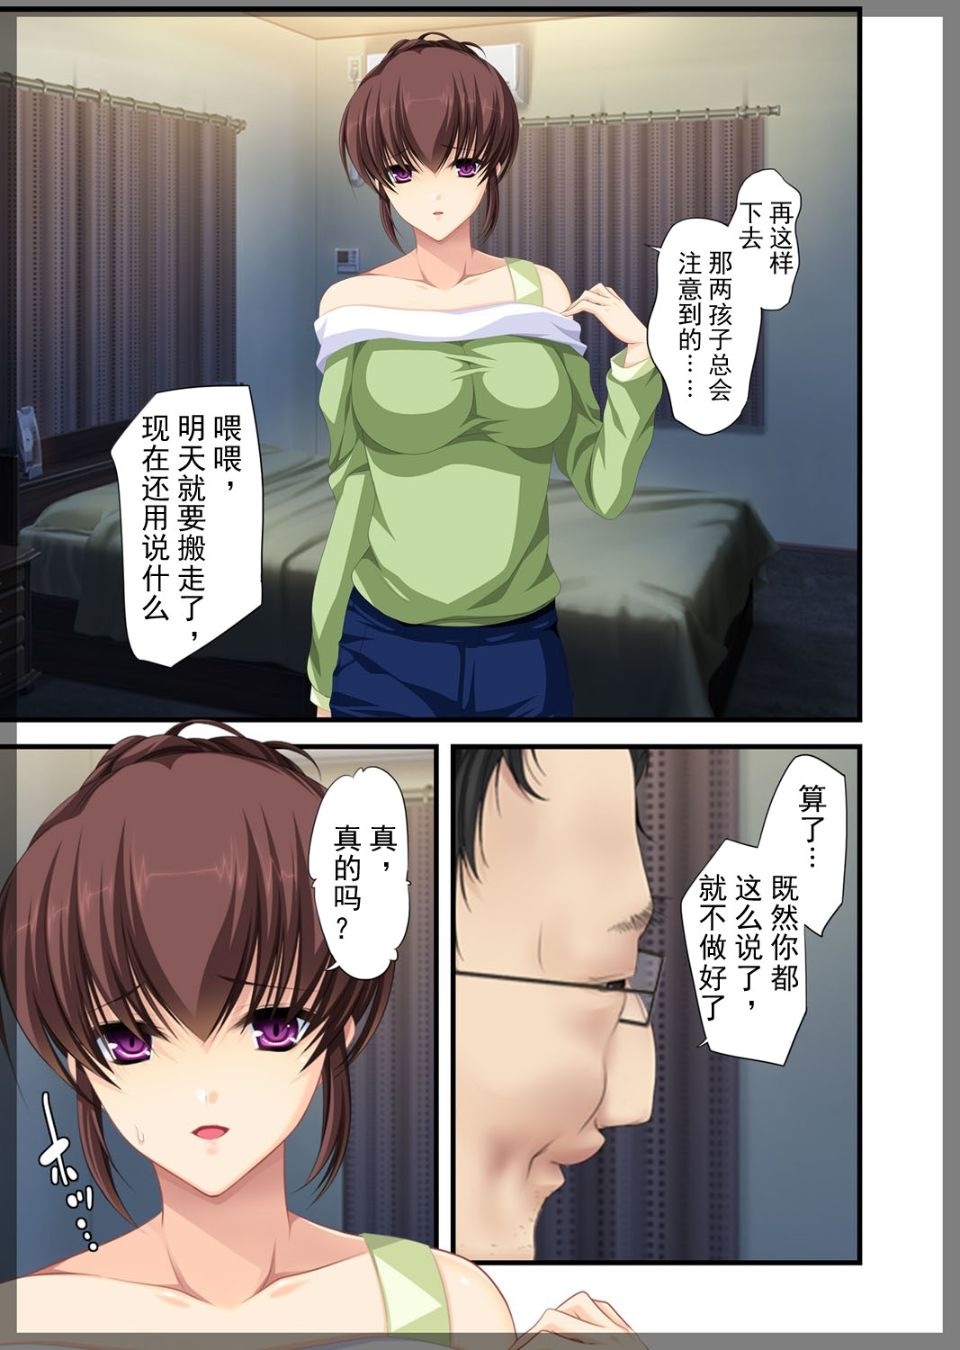 再这样
下去
那两孩子总会
注意到的……
喂喂，
明天就要搬走了，
现在还用说什么
算了…
既然你都
这么说了，
就不做好了
真，
真的吗？
ホッ…